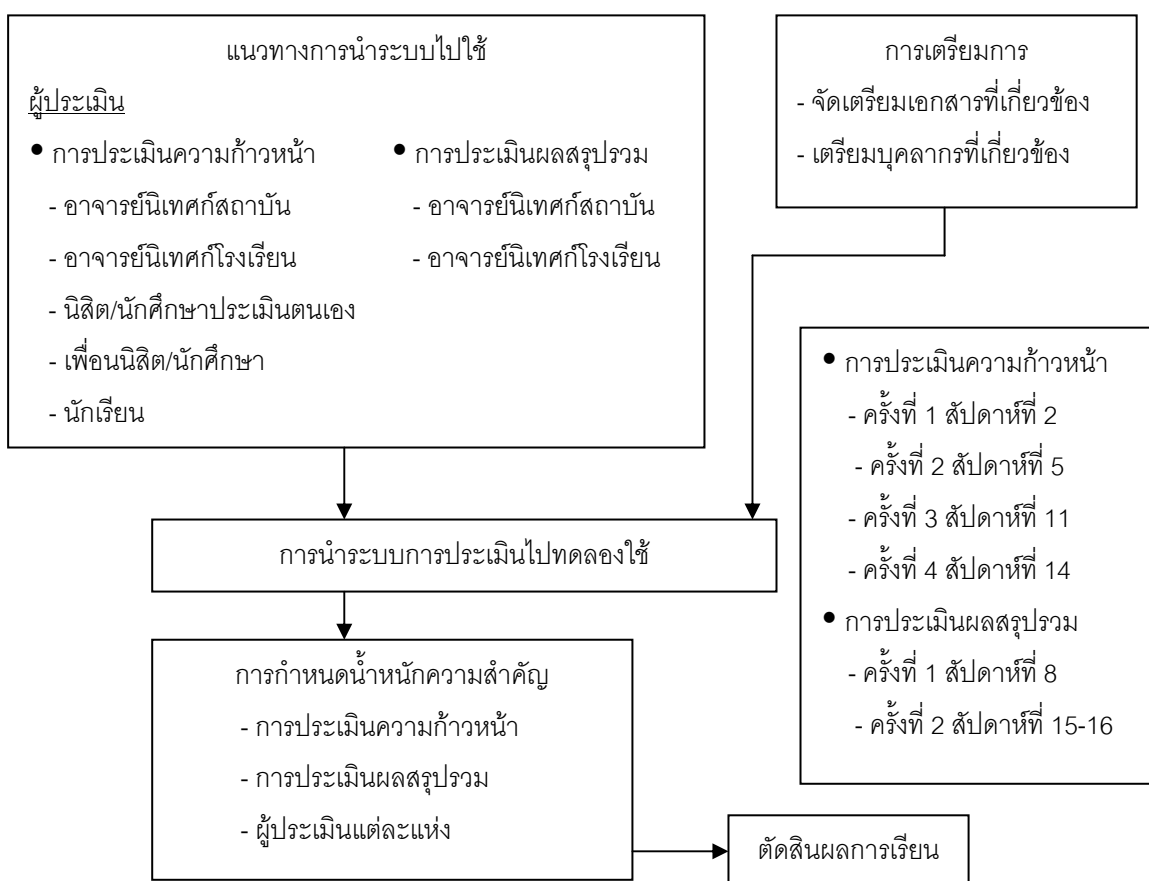 แนวทางการนำระบบไปใช้
ผู้ประเมิน
• การประเมินความก้าวหน้า
- อาจารย์นิเทศก์สถาบัน
- อาจารย์นิเทศก์โรงเรียน
- นิสิต/นักศึกษาประเมินตนเอง
- เพื่อนนิสิต/นักศึกษา
- นักเรียน
• การประเมินผลสรุปรวม
- อาจารย์นิเทศก์สถาบัน
- อาจารย์นิเทศก์โรงเรียน
การเตรียมการ
- จัดเตรียมเอกสารที่เกี่ยวข้อง
- เตรียมบุคลากรที่เกี่ยวข้อง
• การประเมินความก้าวหน้า
- ครั้งที่ 1 สัปดาห์ที่ 2
- ครั้งที่ 2 สัปดาห์ที่ 5
- ครั้งที่ 3 สัปดาห์ที่ 11
- ครั้งที่ 4 สัปดาห์ที่ 14
• การประเมินผลสรุปรวม
- ครั้งที่ 1 สัปดาห์ที่ 8
- ครั้งที่ 2 สัปดาห์ที่ 15-16
การนำระบบการประเมินไปทดลองใช้
การกำหนดน้ำหนักความสำคัญ
- การประเมินความก้าวหน้า
- การประเมินผลสรุปรวม
- ผู้ประเมินแต่ละแห่ง
ตัดสินผลการเรียน